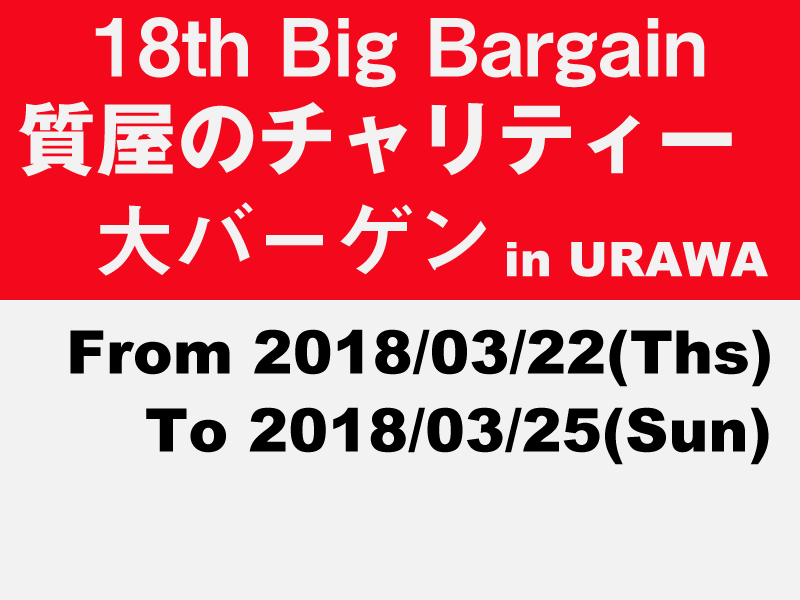 18th Big Bargain
質屋のチャリティー
大バーゲン in URAWA
From 2018/03/22(Ths)
To 2018/03/25(Sun)